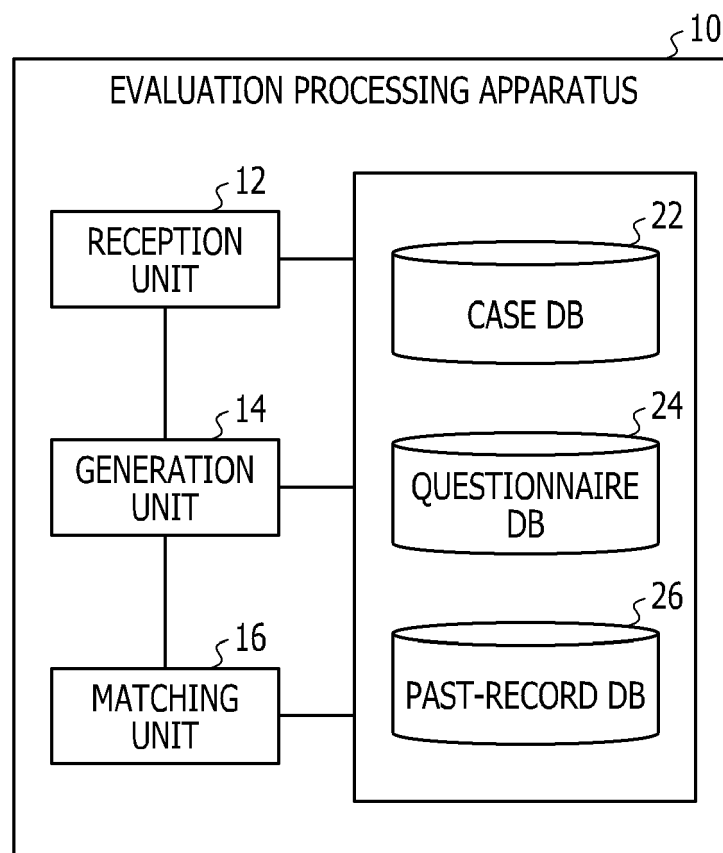 10
EVALUATION PROCESSING APPARATUS
12
RECEPTION
UNIT
14
GENERATION
UNIT
16
MATCHING
UNIT
22
CASE DB
24
QUESTIONNAIRE
DB
26
PAST-RECORD DB